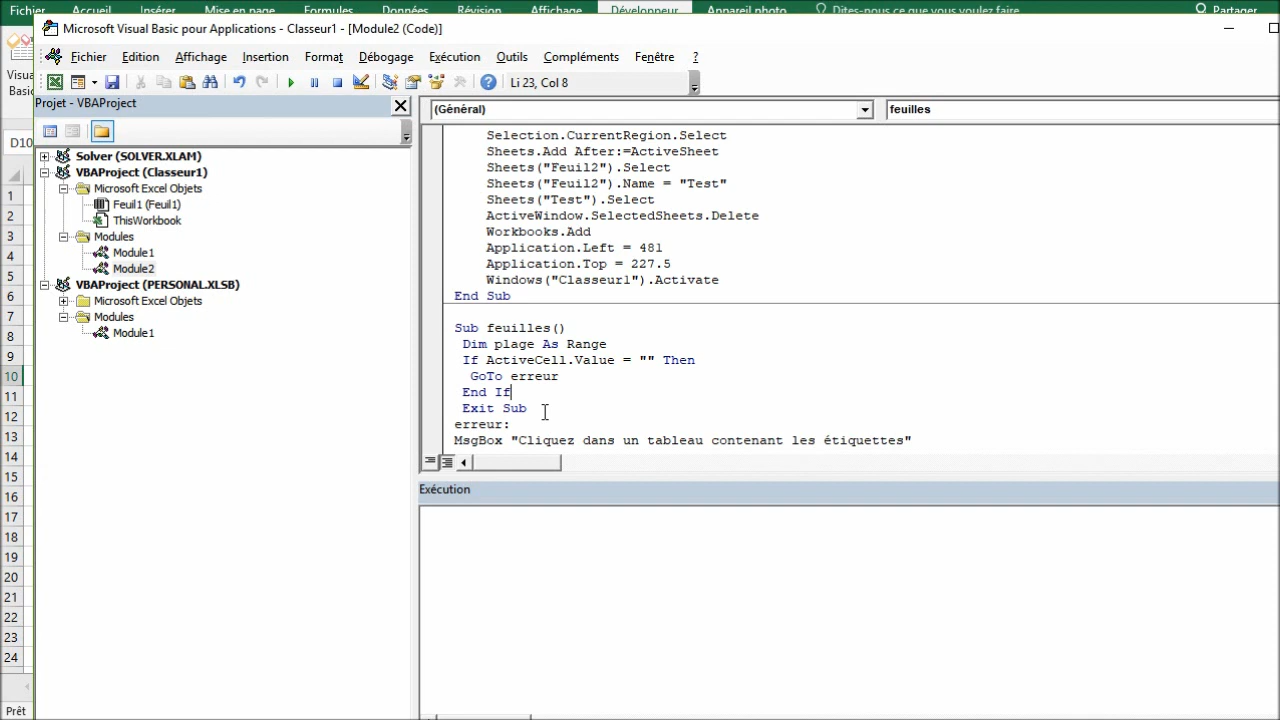 Fichier Accueil Insérer Mise en page Formules Données Révision Affichage Développeur Appareil photo Dites-nous ce que vous voulez faire Partager
Microsoft Visual Basic pour Applications - Classeur1 - [Module2 (Code)]
Fichier Edition Affichage Insertion Format Débogage Exécution Outils Compléments Fenêtre ?
Visua
Basic
Li 23, Col 8
Projet - VBAProject
(Général)
feuilles
D10
Solver (SOLVER.XLAM)
VBAProject (Classeur1)
Microsoft Excel Objets
Feuil1 (Feuil1)
ThisWorkbook
Modules
Module1
Module2
VBAProject (PERSONAL.XLSB)
Microsoft Excel Objets
Modules
Module1
1
2
3
4
5
6
7
8
9
10
11
12
13
14
15
16
17
18
19
20
21
22
23
24
Prêt
Selection.CurrentRegion.Select
Sheets.Add After:=ActiveSheet
Sheets("Feuil2").Select
Sheets("Feuil2").Name = "Test"
Sheets("Test").Select
ActiveWindow.SelectedSheets.Delete
Workbooks.Add
Application.Left = 481
Application.Top = 227.5
Windows("Classeur1").Activate
End Sub
Sub feuilles()
Dim plage As Range
If ActiveCell.Value = "" Then
GoTo erreur
End If
Exit Sub
erreur:
MsgBox "Cliquez dans un tableau contenant les étiquettes"
Exécution